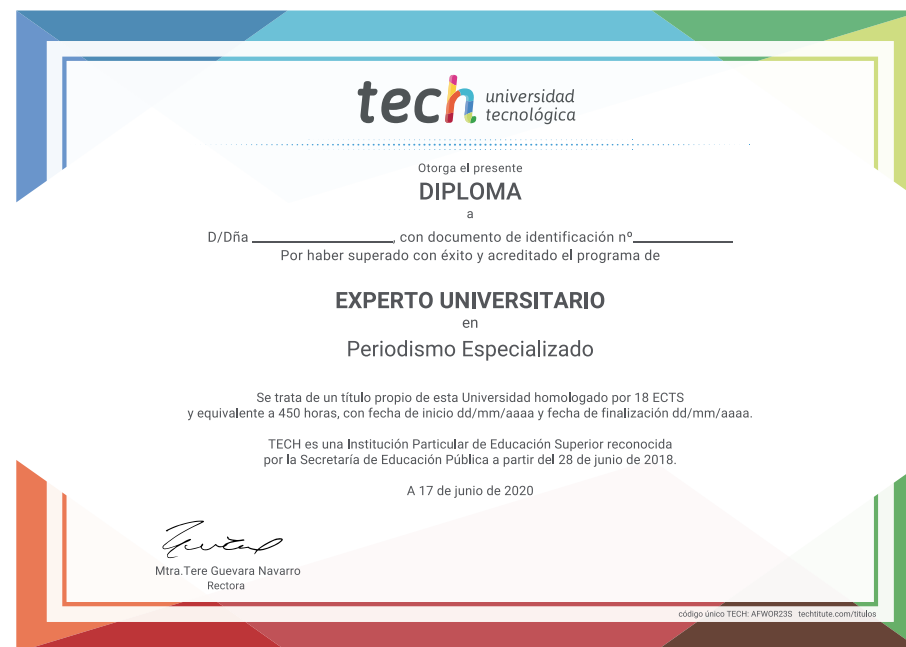 tech universidad
tecnológica
Otorga el presente
DIPLOMA
a
D/Dña ____________________, con documento de identificación nº______________
Por haber superado con éxito y acreditado el programa de
EXPERTO UNIVERSITARIO
en
Periodismo Especializado
Se trata de un título propio de esta Universidad homologado por 18 ECTS
y equivalente a 450 horas, con fecha de inicio dd/mm/aaaa y fecha de finalización dd/mm/aaaa.
TECH es una Institución Particular de Educación Superior reconocida
por la Secretaría de Educación Pública a partir del 28 de junio de 2018.
A 17 de junio de 2020
Mtra.Tere Guevara Navarro
Rectora
código único TECH: AFWOR23S techtitute.com/titulos